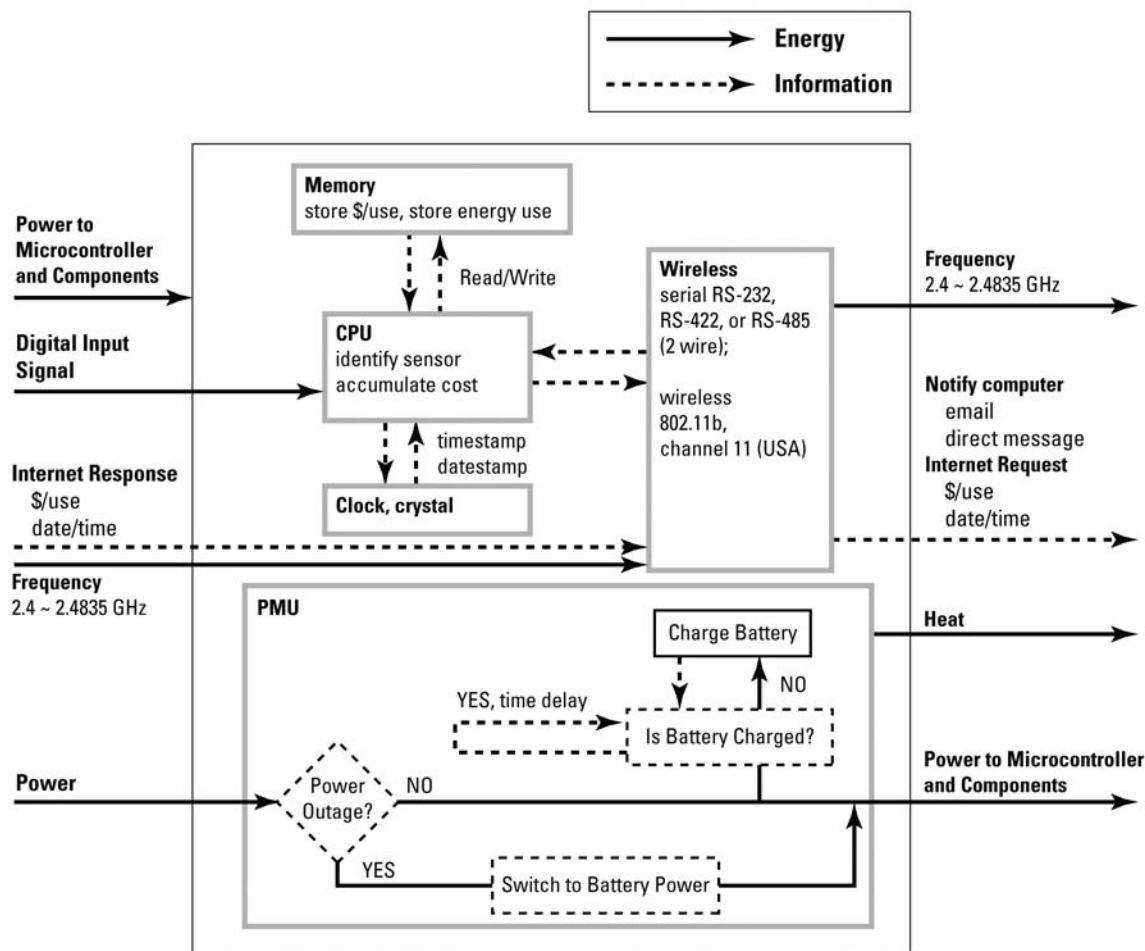 Energy
Information
Memory
store $/use, store energy use
Power to
Microcontroller
and Components
Read/Write
Wireless
serial RS-232,
RS-422, or RS-485
(2 wire);
wireless
802.11b,
channel 11 (USA)
Frequency
2.4 ~ 2.4835 GHz
Digital Input
Signal
CPU
identify sensor
accumulate cost
Notify computer
email
direct message
Internet Request
$/use
date/time
timestamp
datestamp
Internet Response
$/use
date/time
Clock, crystal
Frequency
2.4 ~ 2.4835 GHz
PMU
Charge Battery
Heat
NO
YES, time delay
Is Battery Charged?
Power
Power
Outage?
NO
Power to Microcontroller
and Components
YES
Switch to Battery Power